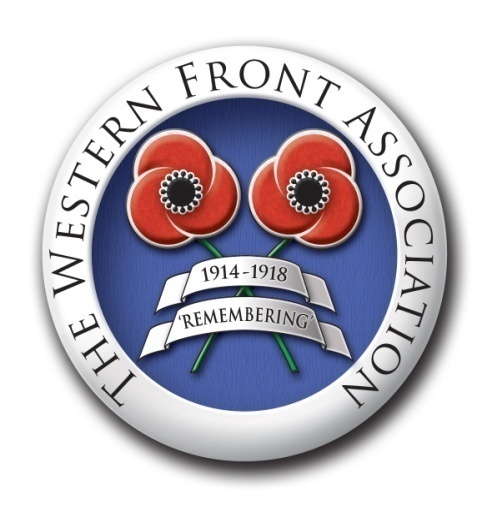 THE WESTERN FRONT ASSOCIATION
1914-1918
'REMEMBERING'